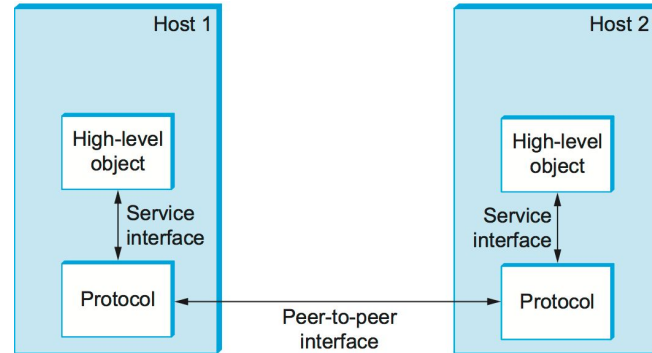 Host 1
Host 2
High-level
object
High-level
object
Service
interface
Service
interface
Protocol
Protocol
Peer-to-peer
interface